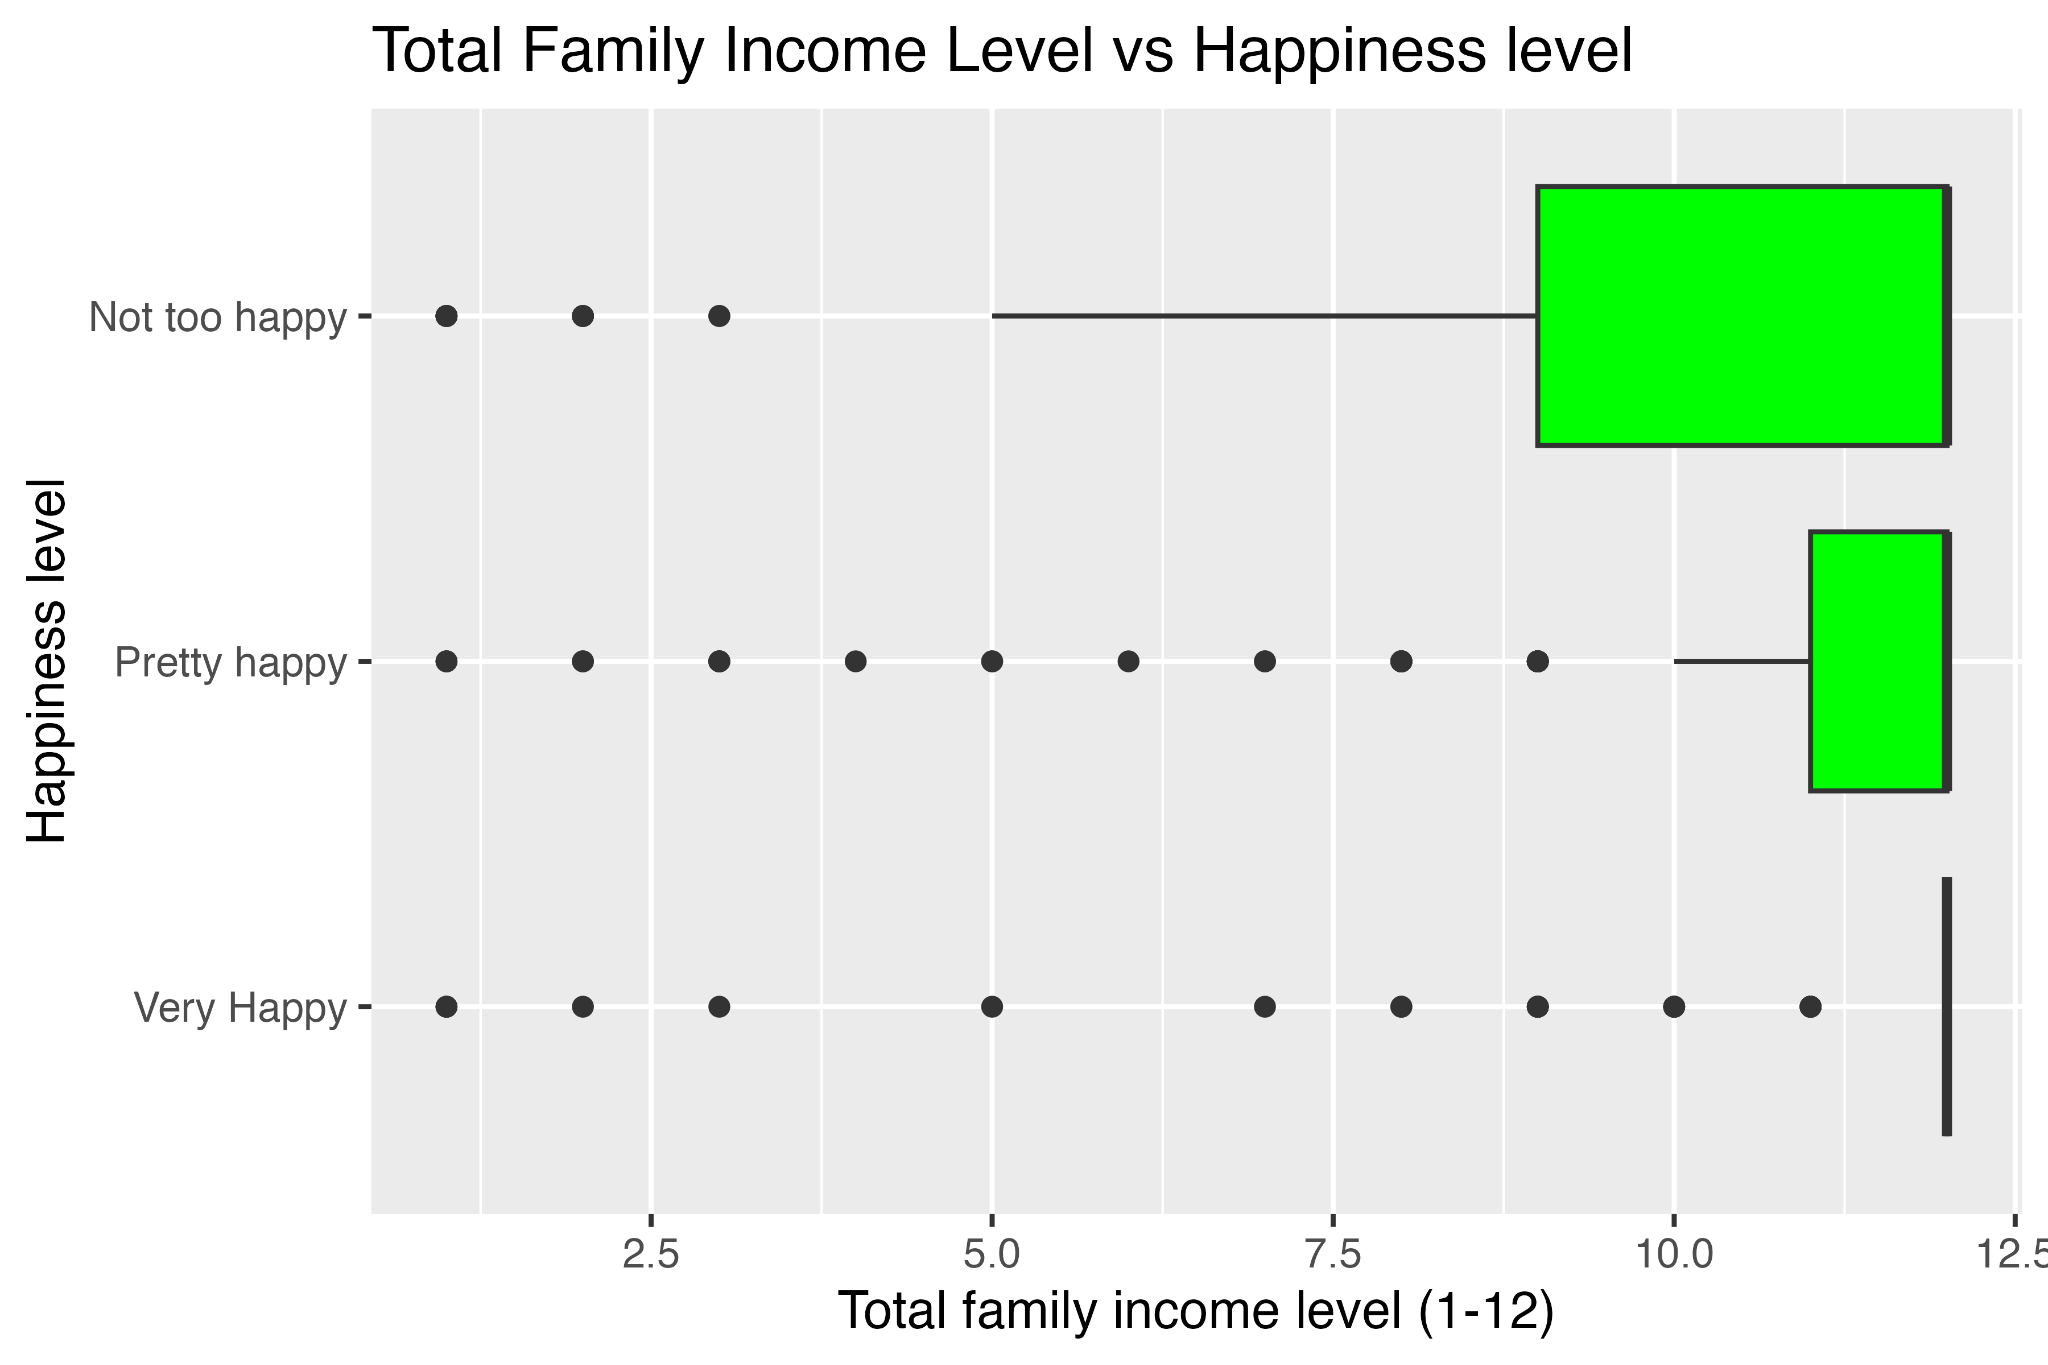 Total Family Income Level vs Happiness level
Happiness level
Not too happy
Pretty happy
Very Happy
2.5 5.0 7.5 10.0 12.5
Total family income level (1-12)